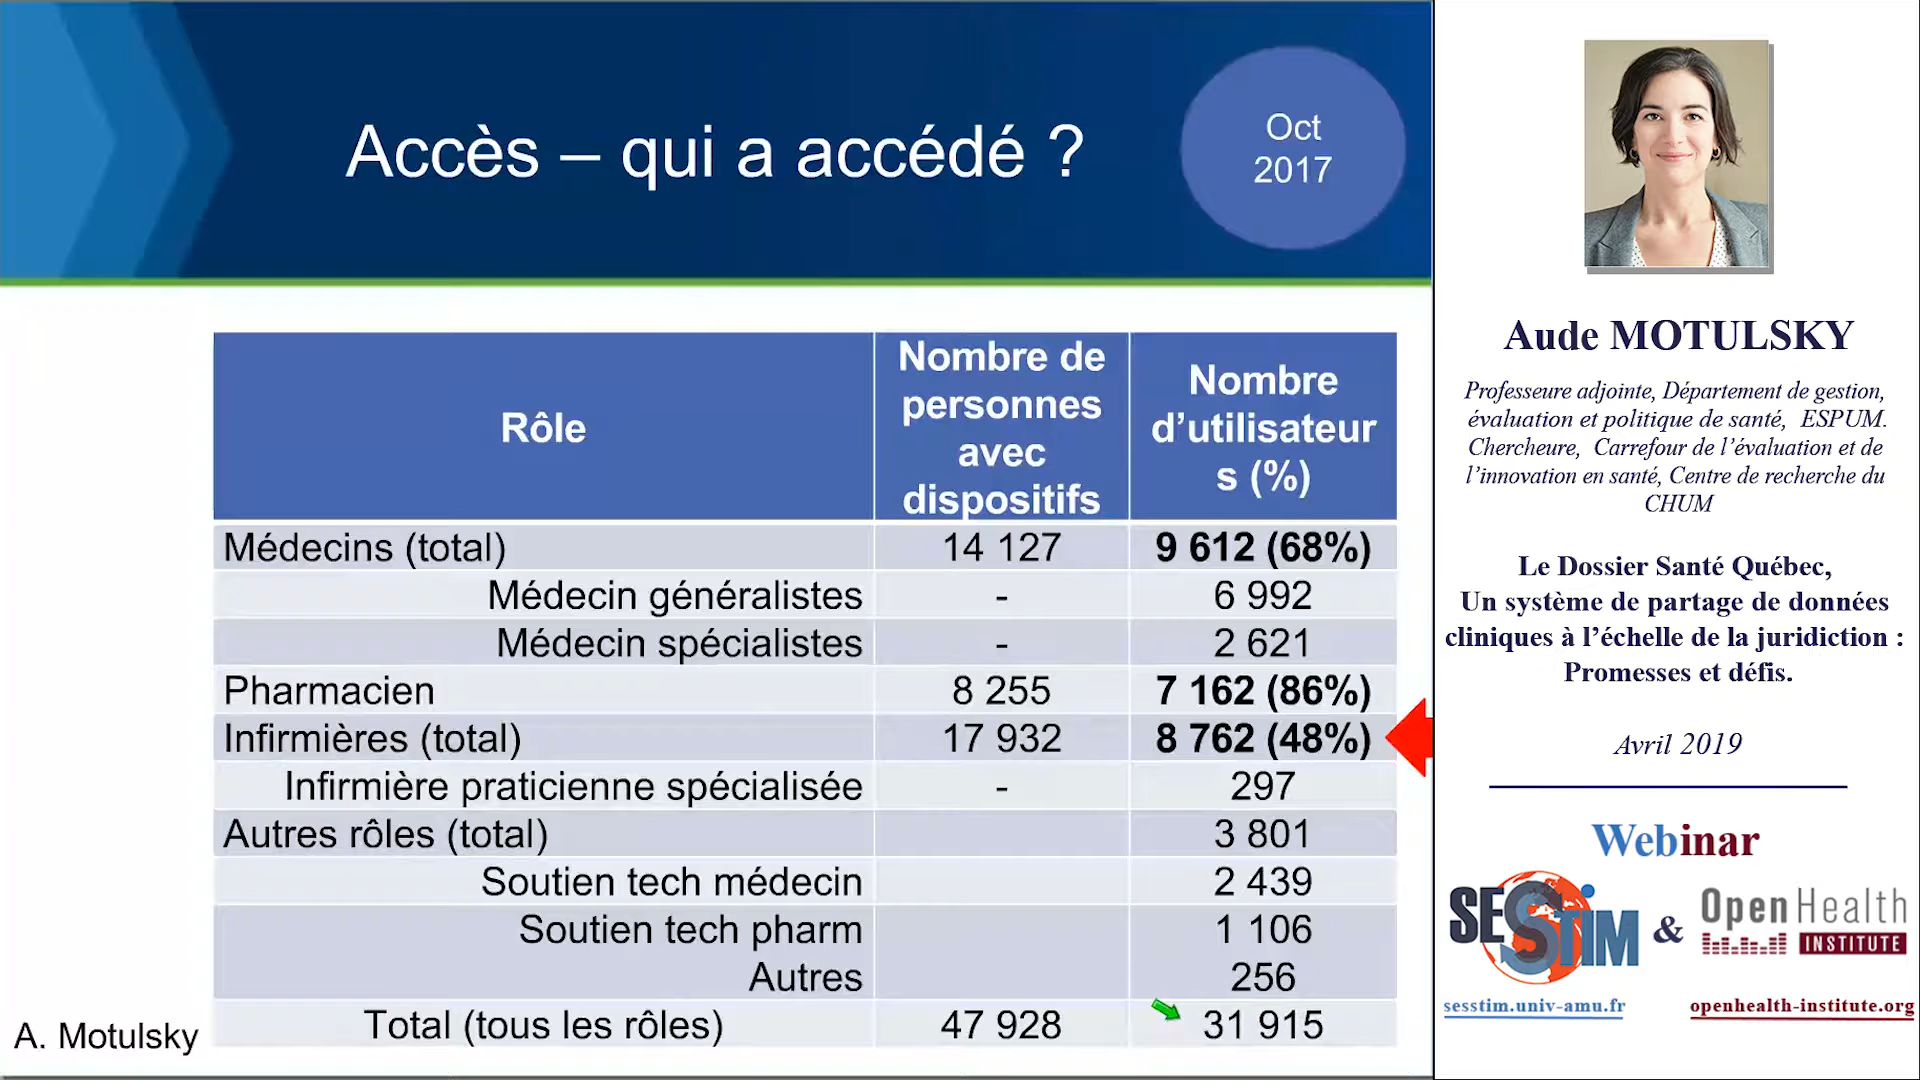 Accès – qui a accédé ?
Oct
2017
Rôle
Nombre de
personnes
avec
dispositifs
Nombre
d’utilisateur
s (%)
Médecins (total) 14 127 9 612 (68%)
Médecin généralistes - 6 992
Médecin spécialistes - 2 621
Pharmacien 8 255 7 162 (86%)
Infirmières (total) 17 932 8 762 (48%)
Infirmière praticienne spécialisée - 297
Autres rôles (total) 3 801
Soutien tech médecin 2 439
Soutien tech pharm 1 106
Autres 256
Total (tous les rôles) 47 928 31 915
A. Motulsky
Aude MOTULSKY
Professeure adjointe, Département de gestion,
évaluation et politique de santé, ESPUM.
Chercheure, Carrefour de l’évaluation et de
l’innovation en santé, Centre de recherche du
CHUM
Le Dossier Santé Québec,
Un système de partage de données
cliniques à l’échelle de la juridiction :
Promesses et défis.
Avril 2019
Webinar
SESSTIM & Open Health
INSTITUTE
sesstim.univ-amu.fr
openhealth-institute.org